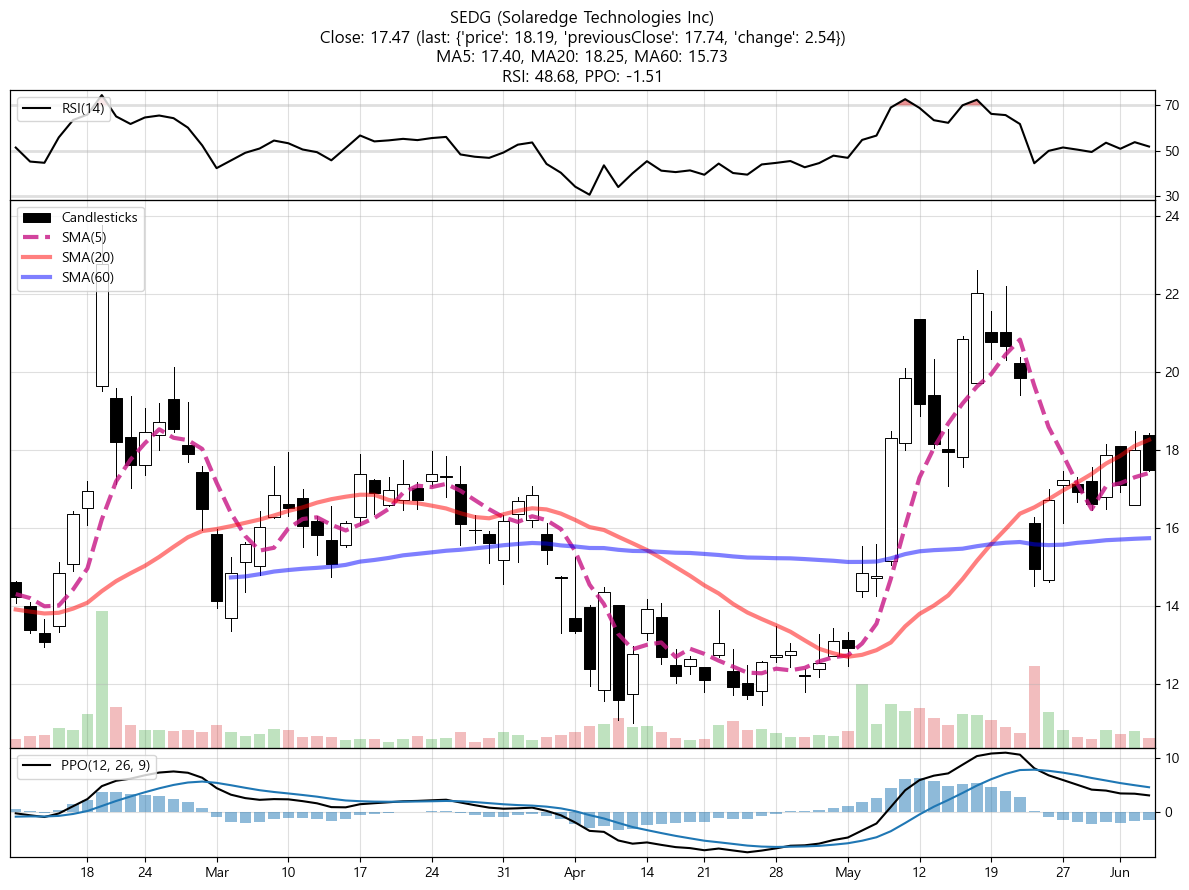 SEDG (Solaredge Technologies Inc)
Close: 17.47 (last: {'price': 18.19, 'previousClose': 17.74, 'change': 2.54})
MA5: 17.40, MA20: 18.25, MA60: 15.73
RSI: 48.68, PPO: -1.51
RSI(14)
70
50
30
Candlesticks
SMA(5)
SMA(20)
SMA(60)
24
22
20
18
16
14
12
PPO(12, 26, 9)
10
0
18 24 Mar 10 17 24 31 Apr 14 21 28 May 12 19 27 Jun